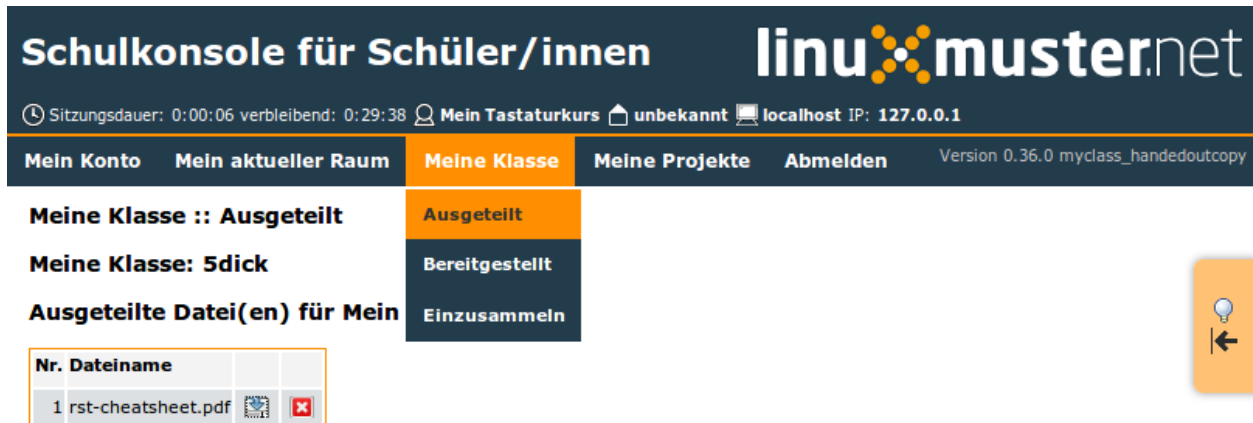 Schulkonsole für Schüler/innen linuxmuster.net
Sitzungsdauer: 0:00:06 verbleibend: 0:29:38 Mein Tastaturkurs unbekannt localhost IP: 127.0.0.1
Mein Konto Mein aktueller Raum Meine Klasse Meine Projekte Abmelden Version 0.36.0 myclass_handedoutcopy
Meine Klasse :: Ausgeteilt
Ausgeteilt
Meine Klasse: 5dick
Bereitgestellt
Ausgeteilte Datei(en) für Mein
Einzusammeln
Nr. Dateiname
1 rst-cheatsheet.pdf